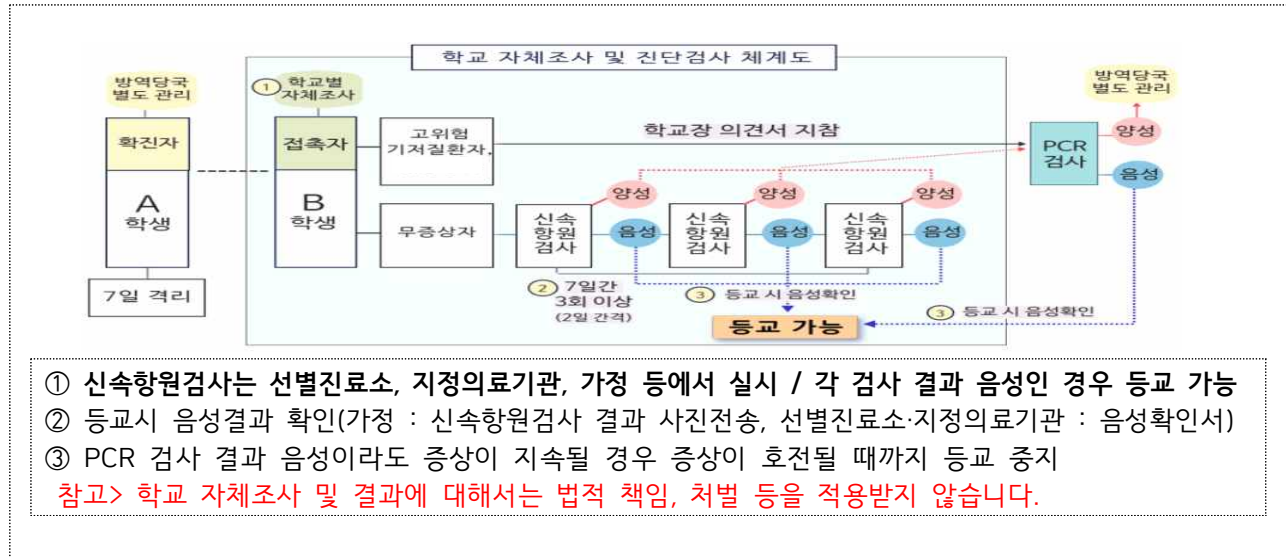 학교 자체조사 및 진단검사 체계도
방역당국
별도 관리
확진자
A
학생
7일 격리
① 학교별
자체조사
접촉자
B
학생
고위험
기저질환자.
학교장 의견서 지참
무증상자
신속
항원
검사
양성
음성
신속
항원
검사
양성
음성
신속
항원
검사
양성
음성
② 7일간
3회 이상
(2일 간격)
③ 등교 시 음성확인
등교 가능
PCR
검사
양성
음성
방역당국
별도 관리
③ 등교 시 음성확인
① 신속항원검사는 선별진료소, 지정의료기관, 가정 등에서 실시 / 각 검사 결과 음성인 경우 등교 가능
② 등교시 음성결과 확인(가정 : 신속항원검사 결과 사진전송, 선별진료소·지정의료기관 : 음성확인서)
③ PCR 검사 결과 음성이라도 증상이 지속될 경우 증상이 호전될 때까지 등교 중지
참고> 학교 자체조사 및 결과에 대해서는 법적 책임, 처벌 등을 적용받지 않습니다.